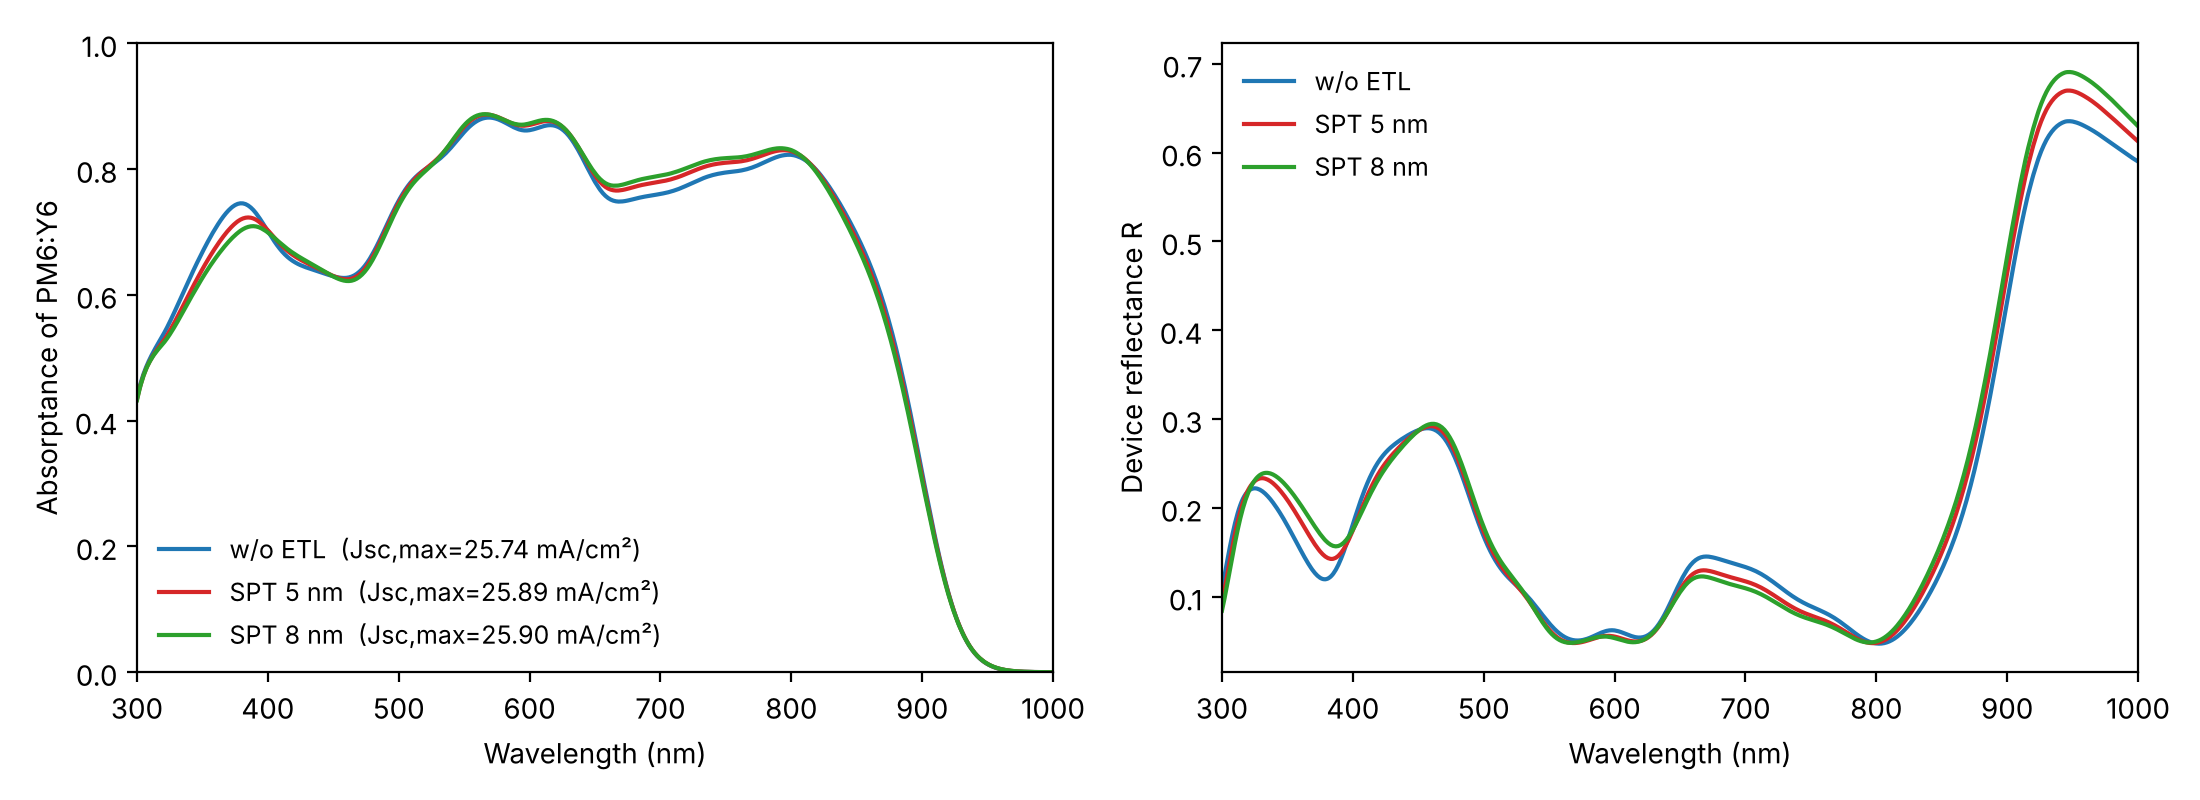 Absorptance of PM6:Y6
1.0
0.8
0.6
0.4
0.2
0.0
w/o ETL (Jsc,max=25.74 mA/cm²)
SPT 5 nm (Jsc,max=25.89 mA/cm²)
SPT 8 nm (Jsc,max=25.90 mA/cm²)
300 400 500 600 700 800 900 1000
Wavelength (nm)
Device reflectance R
0.7
0.6
0.5
0.4
0.3
0.2
0.1
w/o ETL
SPT 5 nm
SPT 8 nm
300 400 500 600 700 800 900 1000
Wavelength (nm)